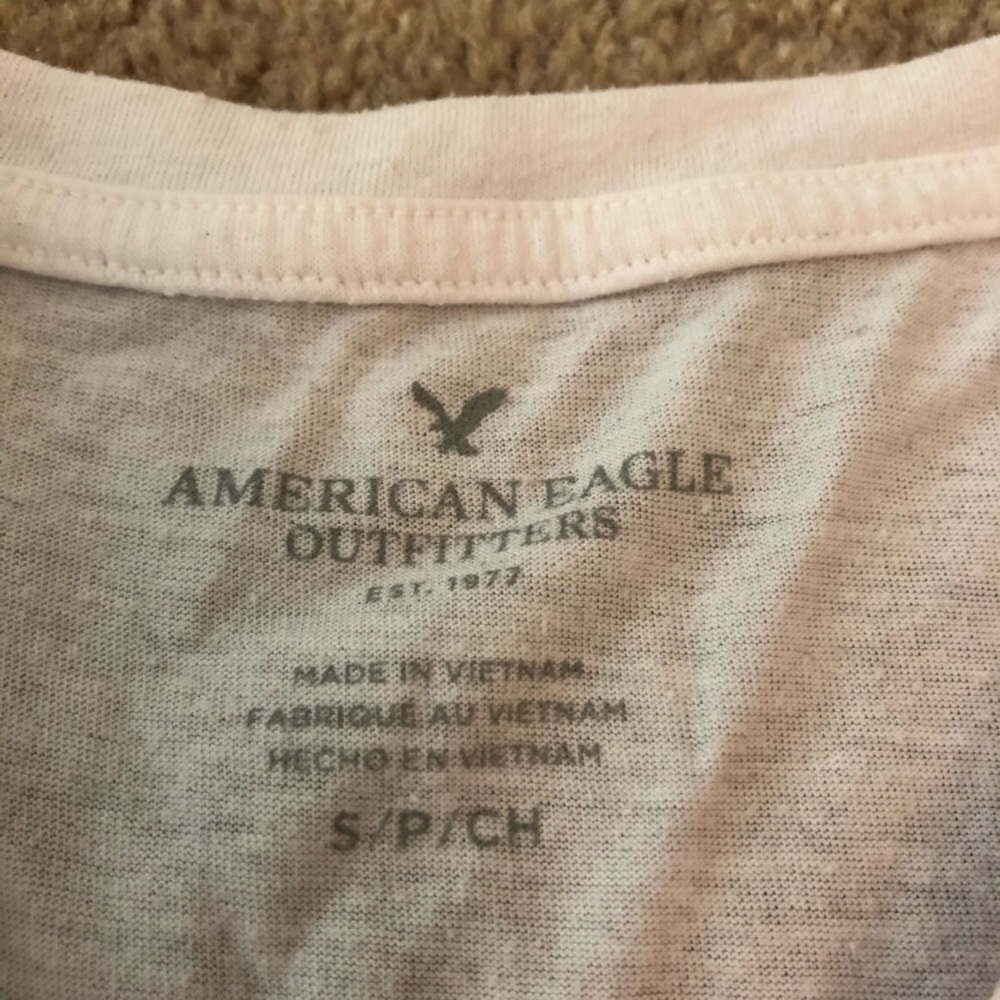 AMERICAN EAGLE
OUTFITTERS
EST. 1977
MADE IN VIETNAM
FABRIQUÉ AU VIETNAM
HECHO EN VIETNAM
S/P/CH